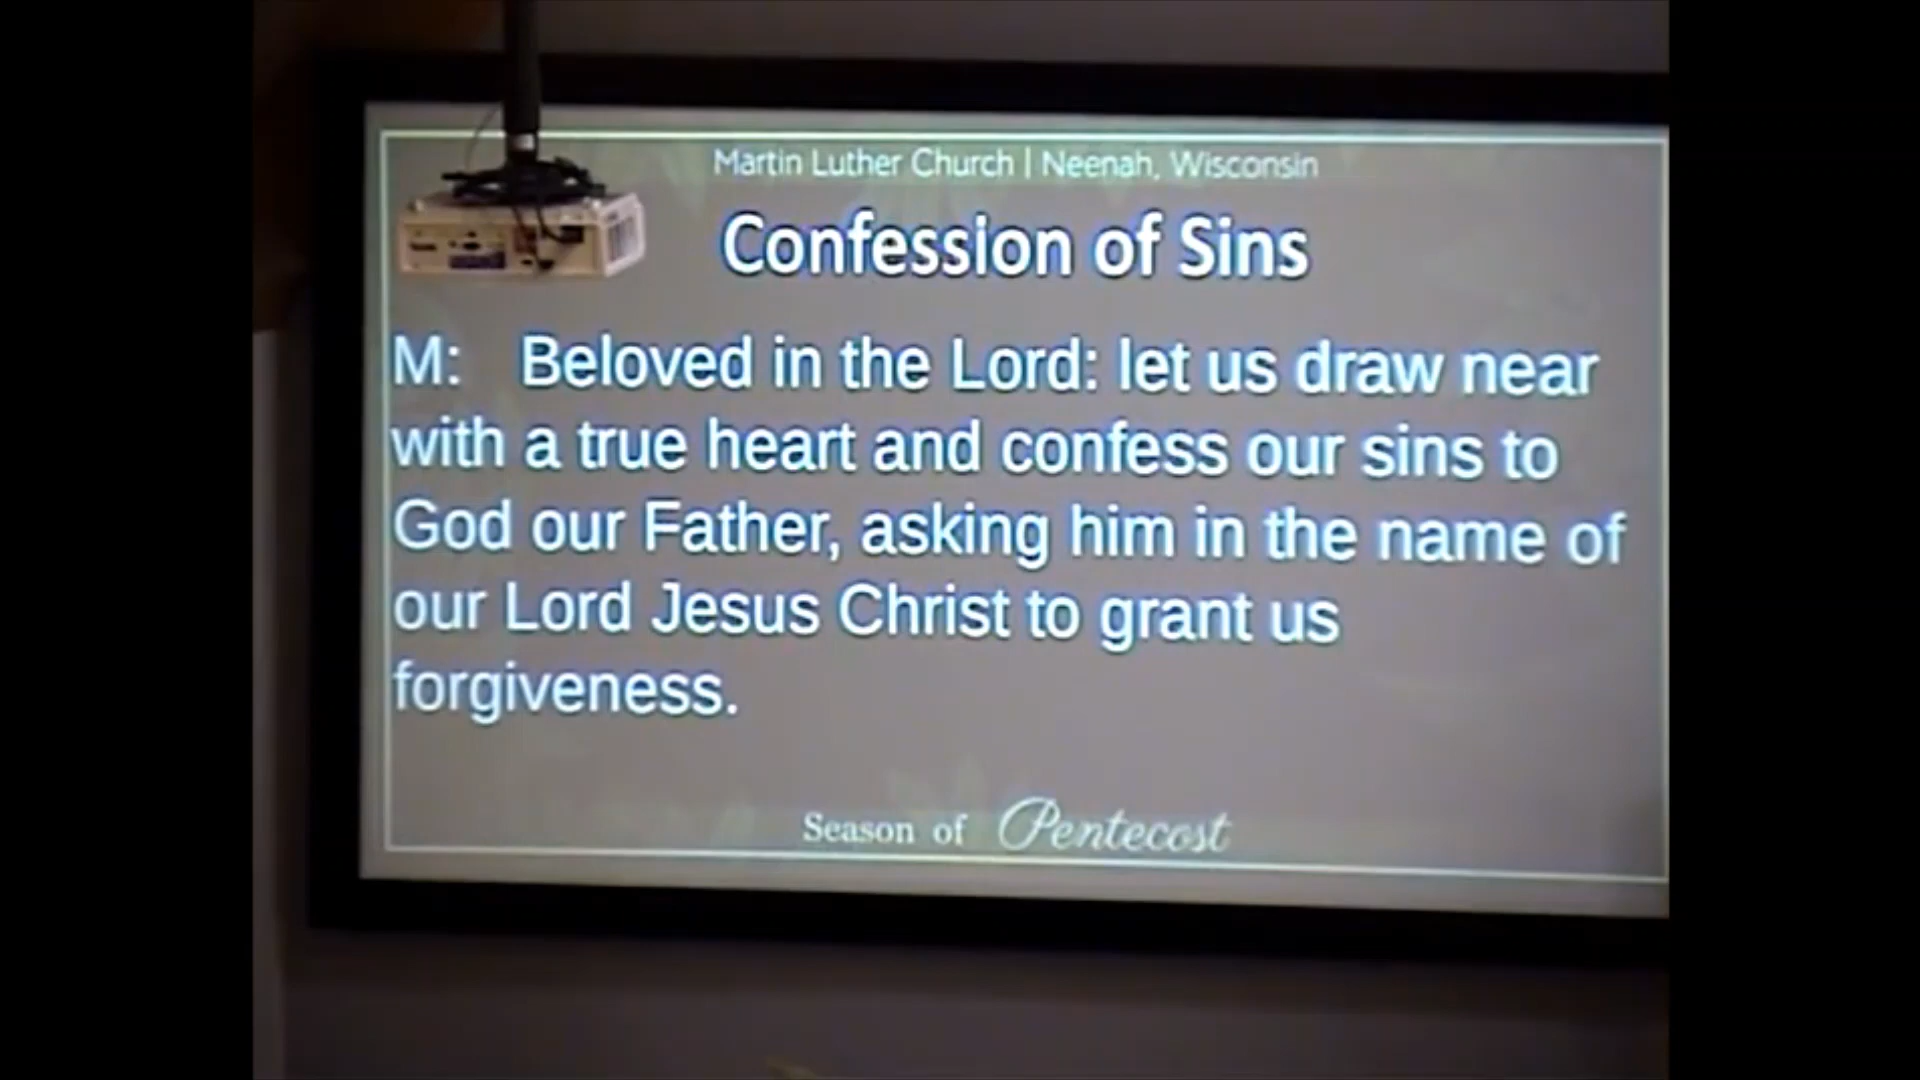 Martin Luther Church | Neenah, Wisconsin
Confession of Sins
M: Beloved in the Lord: let us draw near
with a true heart and confess our sins to
God our Father, asking him in the name of
our Lord Jesus Christ to grant us
forgiveness.
Season of Pentecost